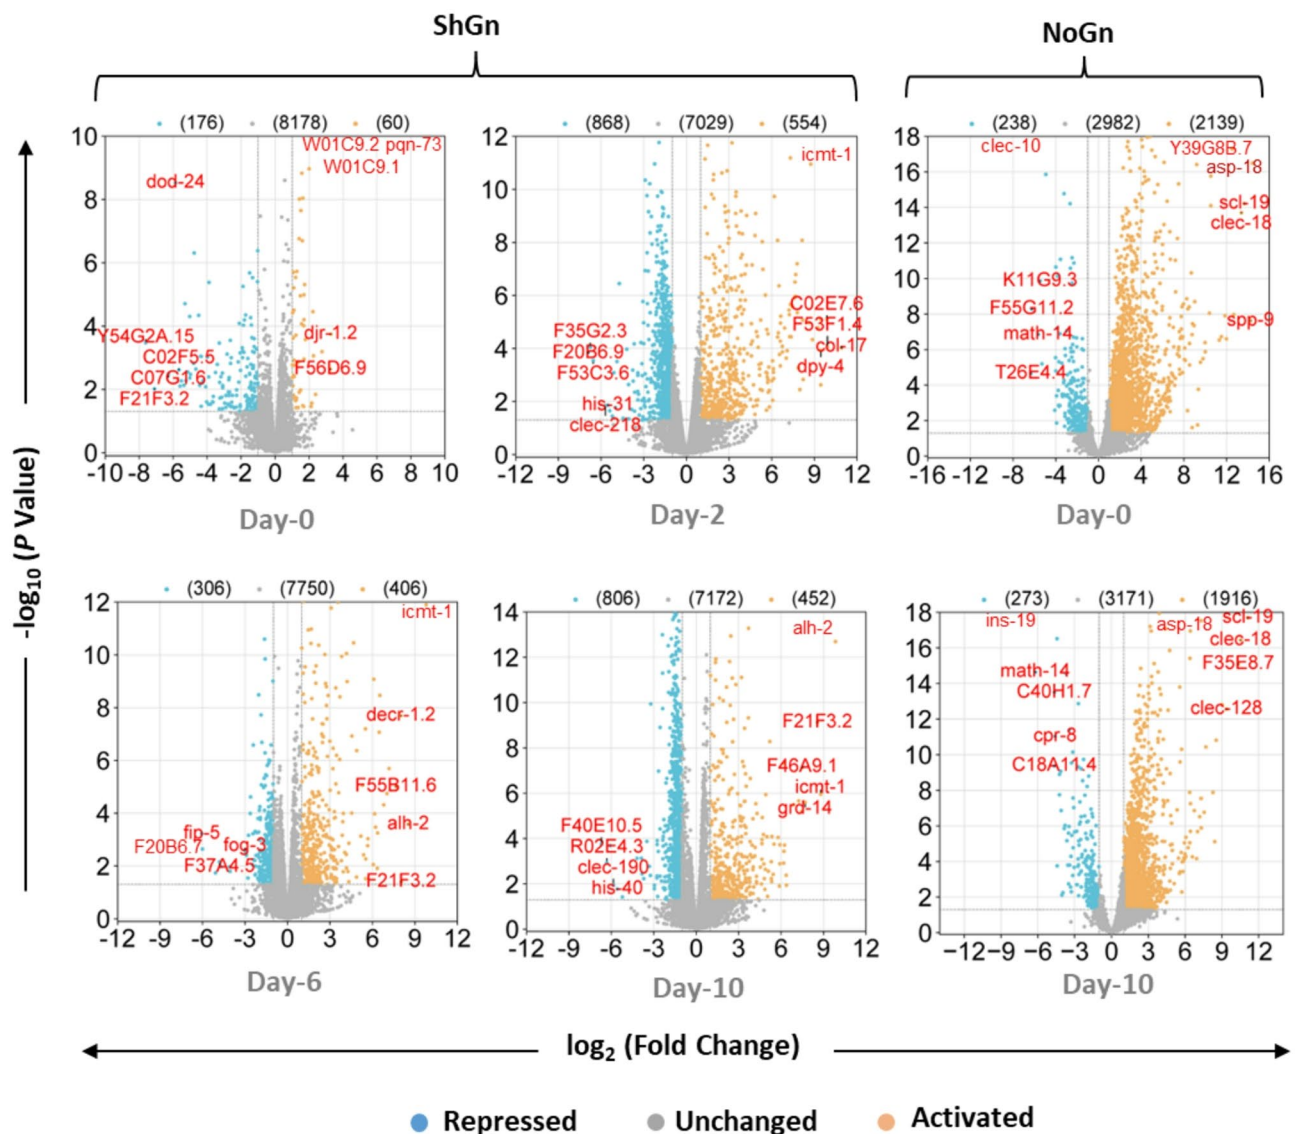 ShGn
NoGn
(176) (8178) (60)
10
8
6
4
2
0
W01C9.2 pqn-73
W01C9.1
dod-24
Y54G2A.15
C02F5.5
C07G1.6
F21F3.2
djr-1.2
F56D6.9
-10 -8 -6 -4 -2 0 2 4 6 8 10
Day-0
(868) (7029) (554)
12
10
8
6
4
2
0
icmt-1
C02E7.6
F53F1.4
col-17
dpy-4
F35G2.3
F20B6.9
F53C3.6
his-31
clec-218
-12 -9 -6 -3 0 3 6 9 12
Day-2
(238) (2982) (2139)
18
16
14
12
10
8
6
4
2
0
clec-10
Y39G8B.7
asp-18
scl-19
clec-18
K11G9.3
F55G11.2
math-14
spp-9
T26E4.4
-16 -12 -8 -4 0 4 8 12 16
Day-0
-log10 (P Value)
(306) (7750) (406)
12
10
8
6
4
2
0
icmt-1
decr-1.2
F55B11.6
alh-2
F21F3.2
fip-5
F20B6.7
fog-3
F37A4.5
-12 -9 -6 -3 0 3 6 9 12
Day-6
(806) (7172) (452)
14
12
10
8
6
4
2
0
alh-2
F21F3.2
F46A9.1
icmt-1
grd-14
F40E10.5
R02E4.3
clec-190
his-40
-12 -9 -6 -3 0 3 6 9 12
Day-10
(273) (3171) (1916)
18
16
14
12
10
8
6
4
2
0
ins-19
asp-18
scl-19
clec-18
F35E8.7
math-14
C40H1.7
clec-128
cpr-8
C18A11.4
−12 −9 −6 −3 0 3 6 9 12
Day-10
log2 (Fold Change)
Repressed
Unchanged
Activated